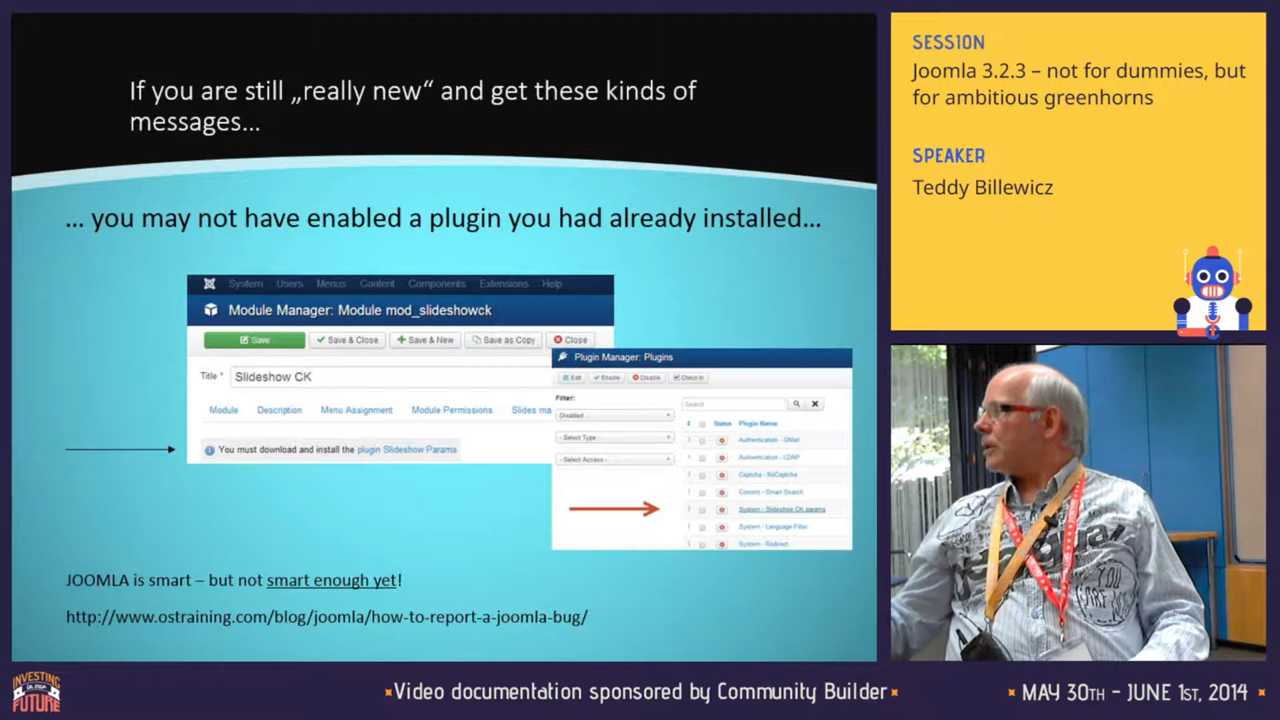 If you are still „really new“ and get these kinds of
messages…
… you may not have enabled a plugin you had already installed…
System Users Menus Content Components Extensions Help
Module Manager: Module mod_slideshowck
Save Save & Close Save & New Save as Copy Close
Title * Slideshow CK
Module Description Menu Assignment Module Permissions Slides ma
You must download and install the plugin Slideshow Params
Plugin Manager: Plugins
Edit Enable Disable Check In
Filter:
Search
Disabled
Status Plugin Name
- Select Type -
Authentication - GMail
- Select Access -
Authentication - LDAP
Captcha - ReCaptcha
Content - Smart Search
System - Slideshow CK params
System - Language Filter
System - Redirect
JOOMLA is smart – but not smart enough yet!
http://www.ostraining.com/blog/joomla/how-to-report-a-joomla-bug/
SESSION
Joomla 3.2.3 – not for dummies, but
for ambitious greenhorns
SPEAKER
Teddy Billewicz
INVESTING
IN OUR
FUTURE
Video documentation sponsored by Community Builder
MAY 30TH - JUNE 1ST, 2014